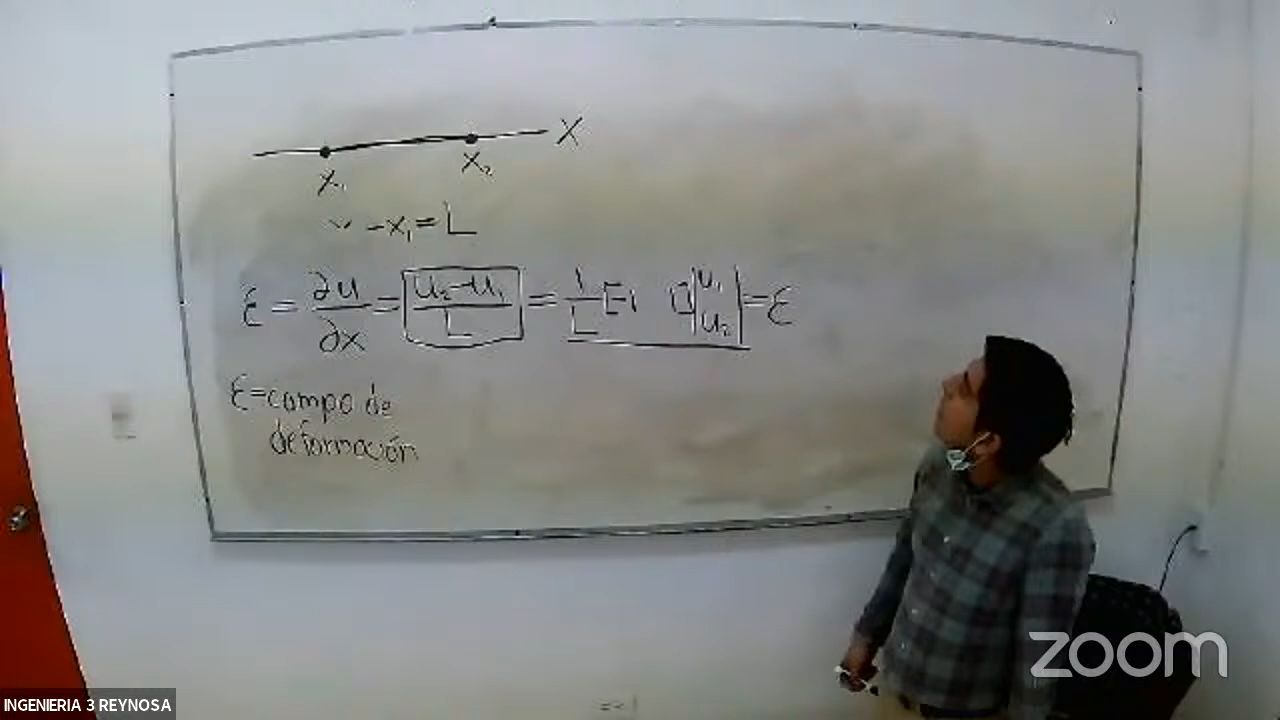 X
X₁ X₂
-X₁=L
ε = ∂u/∂x = u₂-u₁/L = 1/L [-1 1] |u₁ u₂| = ε
ε=campo de
deformación
zoom
INGENIERIA 3 REYNOSA